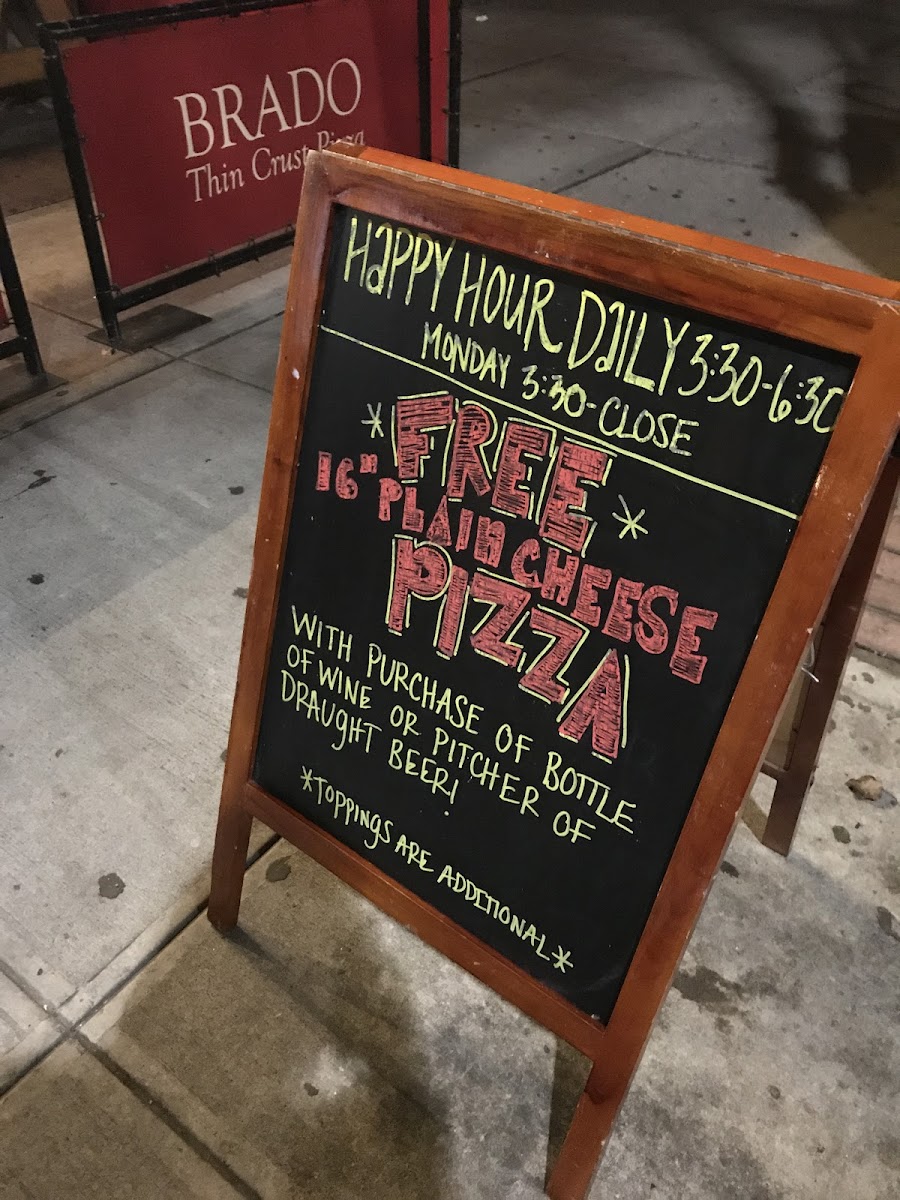 BRADO
Thin Crust Pizza
HaPPY HOUR DaILY 3:30-6:30
MONDAY 3:30-CLOSE
*FREE*
16" PLAIN CHEESE
PIZZA
WITH PURCHASE OF BOTTLE
OF WINE OR PITCHER OF
DRAUGHT BEER!
*TOPPINGS ARE ADDITIONAL*